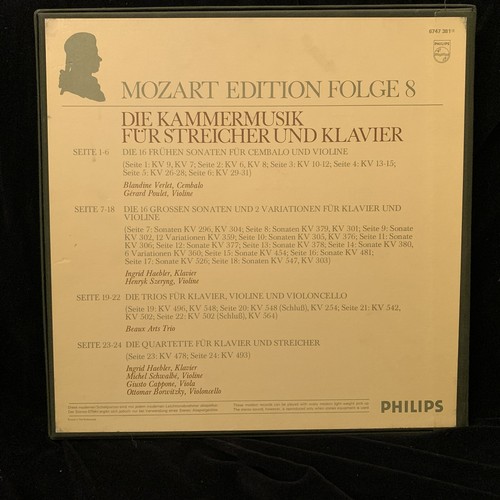 6747 381
PHILIPS
MOZART EDITION FOLGE 8
DIE KAMMERMUSIK
FÜR STREICHER UND KLAVIER
SEITE 1-6 DIE 16 FRÜHEN SONATEN FÜR CEMBALO UND VIOLINE
(Seite 1: KV 9, KV 7; Seite 2: KV 6, KV 8; Seite 3: KV 10-12, Seite 4: KV 13-15;
Seite 5: KV 26-28; Seite 6: KV 29-31)
Blandine Verlet, Cembalo
Gérard Poulet, Violine
SEITE 7-18 DIE 16 GROSSEN SONATEN UND 2 VARIATIONEN FÜR KLAVIER UND
VIOLINE
(Seite 7: Sonaten KV 296, KV 304; Seite 8: Sonaten KV 379, KV 301; Seite 9: Sonate
KV 302, 12 Variationen KV 359; Seite 10: Sonaten KV 305, KV 376; Seite 11: Sonate
KV 306; Seite 12: Sonate KV 377; Seite 13: Sonate KV 378, Seite 14: Sonate KV 380,
6 Variationen KV 360; Seite 15: Sonate KV 454; Seite 16: Sonate KV 481;
Seite 17: Sonate KV 526; Seite 18: Sonaten KV 547, KV 303)
Ingrid Haebler, Klavier
Henryk Szeryng, Violine
SEITE 19-22 DIE TRIOS FÜR KLAVIER, VIOLINE UND VIOLONCELLO
(Seite 19: KV 496, KV 548; Seite 20: KV 548 (Schluß), KV 254; Seite 21: KV 542,
KV 502; Seite 22: KV 502 (Schluß), KV 564)
Beaux Arts Trio
SEITE 23-24 DIE QUARTETTE FÜR KLAVIER UND STREICHER
(Seite 23: KV 478; Seite 24: KV 493)
Ingrid Haebler, Klavier
Michel Schwalbé, Violine
Giusto Cappone, Viola
Ottomar Borwitzky, Violoncello
PHILIPS